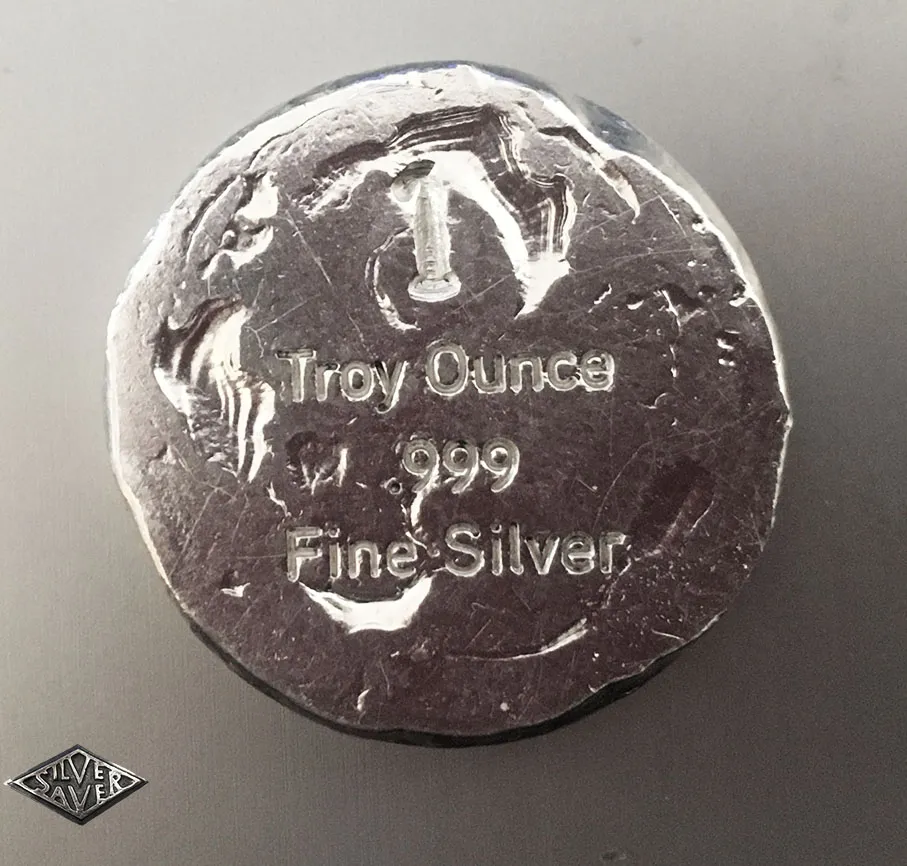 1
Troy Ounce
.999
Fine Silver
SILVER
SAVER